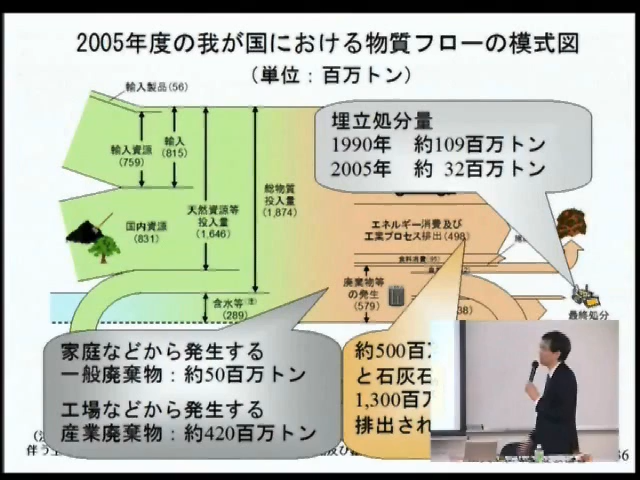 2005年度の我が国における物質フローの模式図
（単位：百万トン）
輸入製品(56)
輸入資源
(759)
輸入
(815)
国内資源
(831)
天然資源等
投入量
(1,646)
総物質
投入量
(1,874)
含水等(注)
(289)
埋立処分量
1990年　約109百万トン
2005年　約 32百万トン
エネルギー消費及び
工業プロセス排出(498)
食料消費(95)
廃棄物等
の発生
(579)
最終処分
家庭などから発生する
一般廃棄物：約50百万トン
工場などから発生する
産業廃棄物：約420百万トン
約500百
と石灰石
1,300百万
排出され